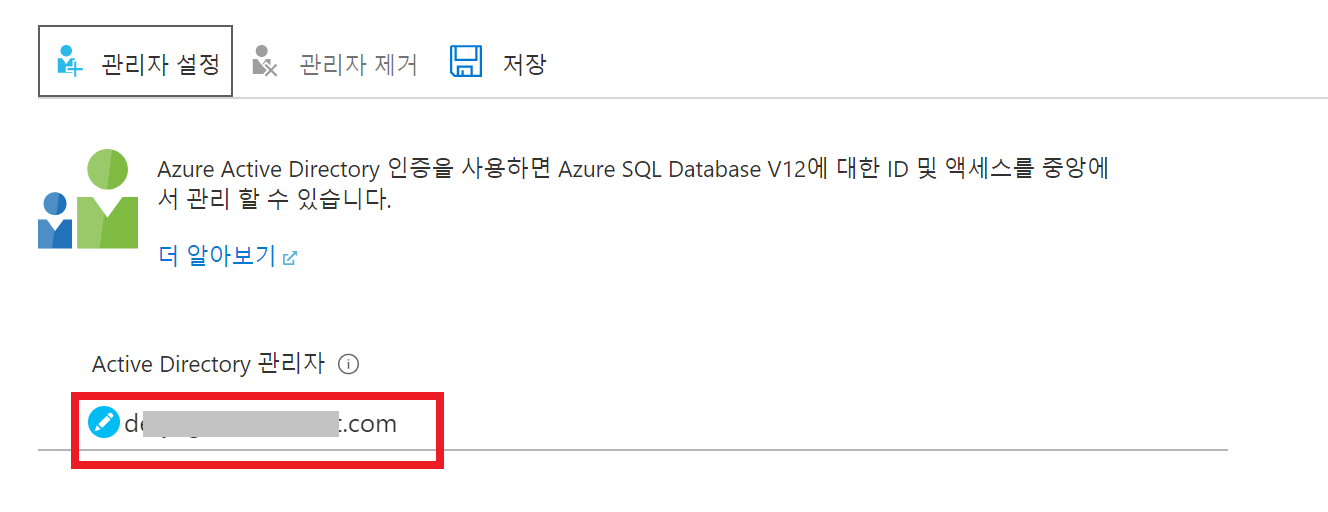 관리자 설정 관리자 제거 저장
Azure Active Directory 인증을 사용하면 Azure SQL Database V12에 대한 ID 및 액세스를 중앙에
서 관리 할 수 있습니다.
더 알아보기
Active Directory 관리자
.com